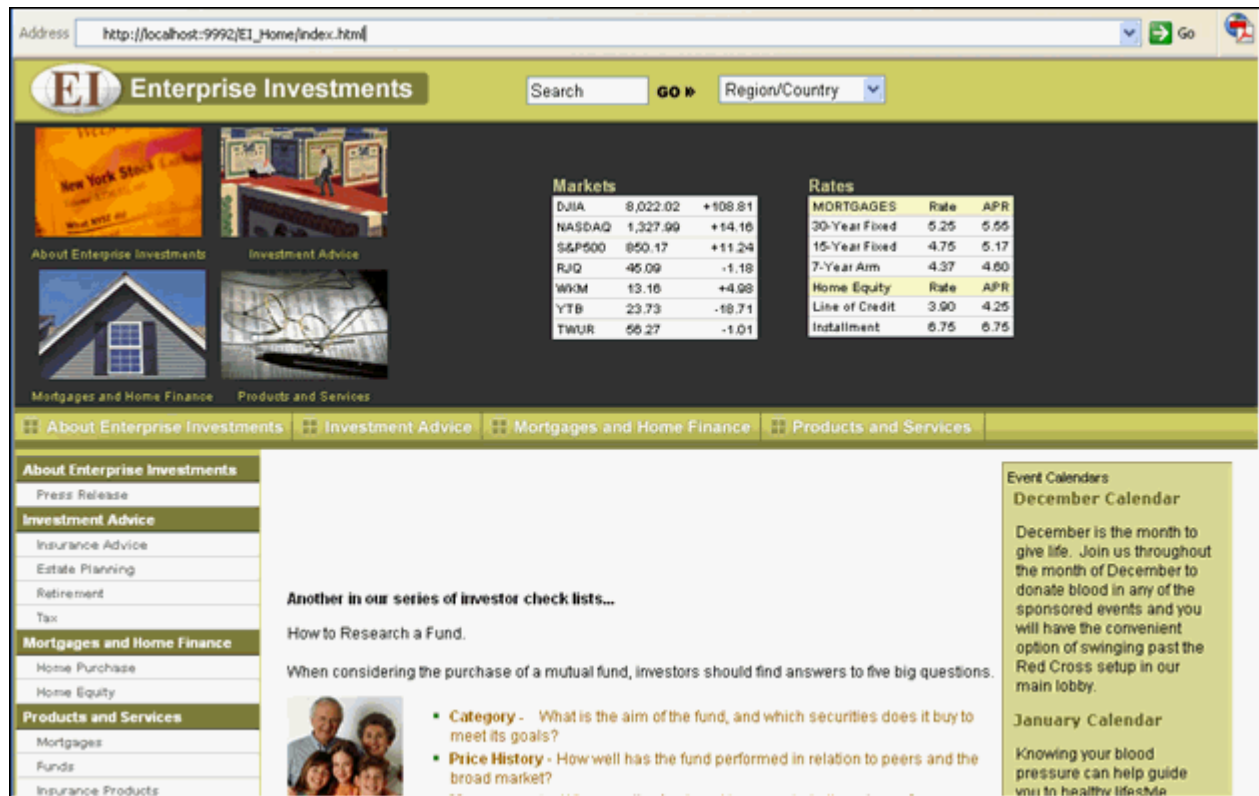 Address http://localhost:9992/EI_Home/index.html Go
EI Enterprise Investments
Search GO Region/Country
New York Stock
About Enterprise Investments Investment Advice
Mortgages and Home Finance Products and Services
Markets
DJIA 8,022.02 +108.81
NASDAQ 1,327.99 +14.16
S&P500 850.17 +11.24
RJQ 45.09 -1.18
WKM 13.16 +4.98
YTB 23.73 -18.71
TWUR 56.27 -1.01
Rates
MORTGAGES Rate APR
30-Year Fixed 5.25 5.55
15-Year Fixed 4.75 5.17
7-Year Arm 4.37 4.60
Home Equity Rate APR
Line of Credit 3.90 4.25
Installment 6.75 6.75
About Enterprise Investments Investment Advice Mortgages and Home Finance Products and Services
About Enterprise Investments
Press Release
Investment Advice
Insurance Advice
Estate Planning
Retirement
Tax
Mortgages and Home Finance
Home Purchase
Home Equity
Products and Services
Mortgages
Funds
Insurance Products
Another in our series of investor check lists...
How to Research a Fund.
When considering the purchase of a mutual fund, investors should find answers to five big questions.
Category - What is the aim of the fund, and which securities does it buy to
meet its goals?
Price History - How well has the fund performed in relation to peers and the
broad market?
Event Calendars
December Calendar
December is the month to
give life. Join us throughout
the month of December to
donate blood in any of the
sponsored events and you
will have the convenient
option of swinging past the
Red Cross setup in our
main lobby.
January Calendar
Knowing your blood
pressure can help guide
you to healthy lifestyle